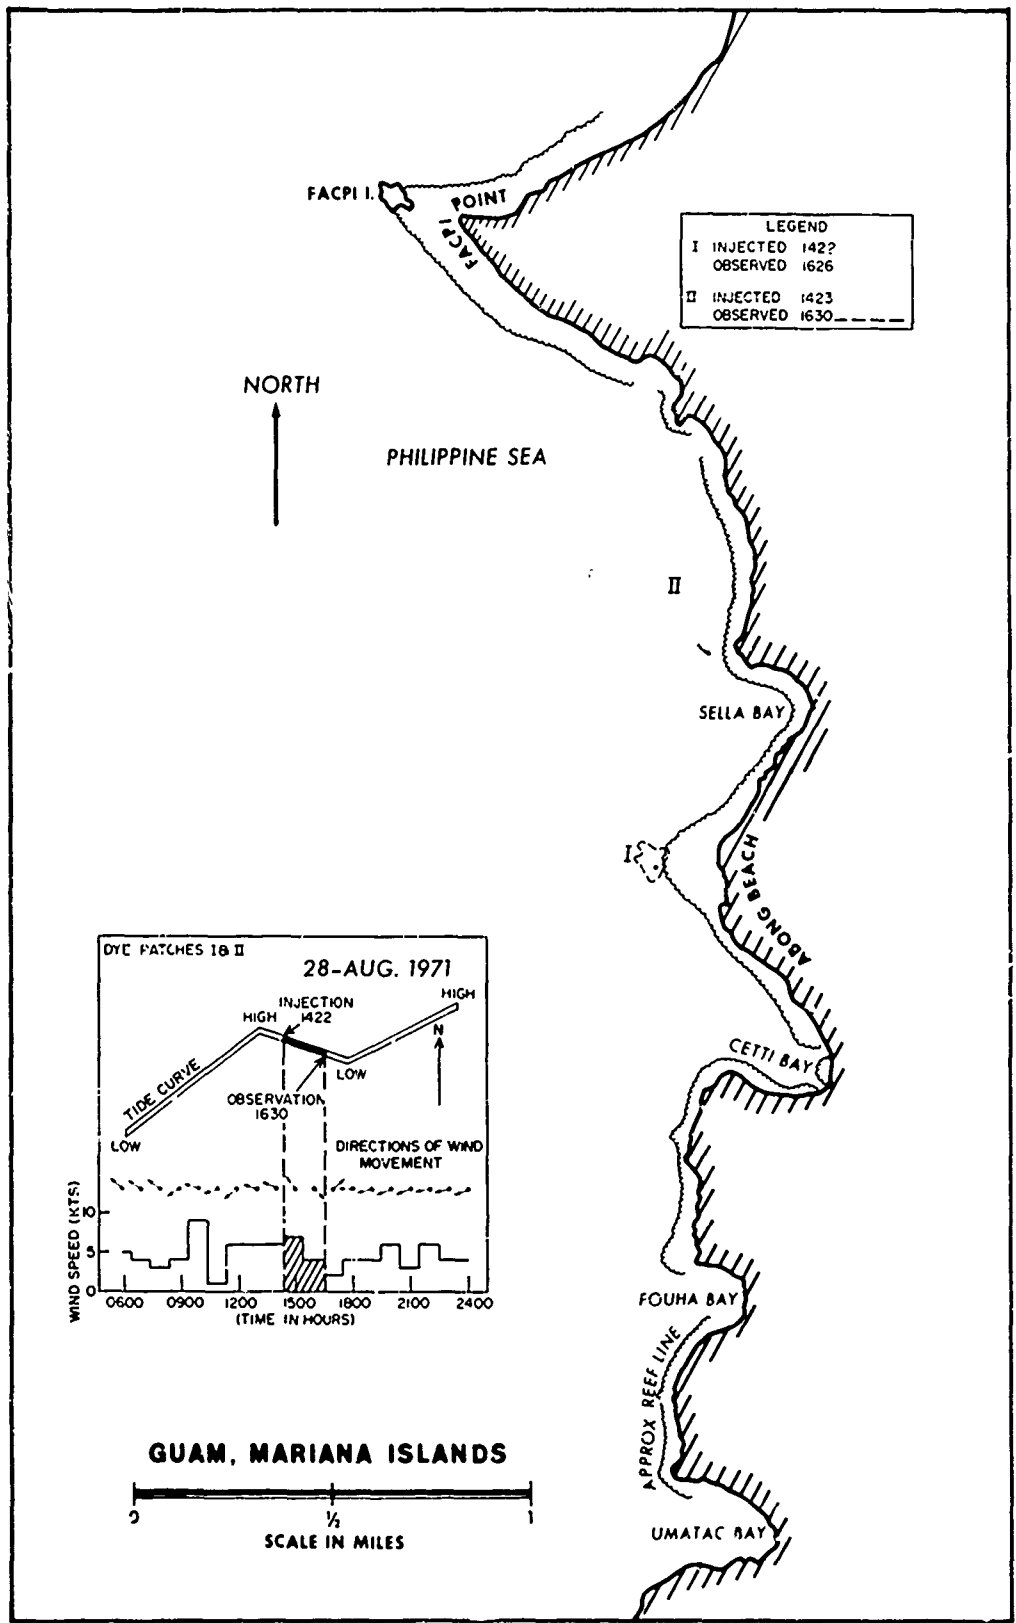 FACPI I.
POINT
FACPI
LEGEND
I INJECTED 142?
OBSERVED 1626
II INJECTED 1423
OBSERVED 1630
NORTH
PHILIPPINE SEA
II
SELLA BAY
I
ABONG BEACH
CETTI BAY
FOUHA BAY
APPROX REEF LINE
UMATAC BAY
DYE PATCHES I & II
28-AUG. 1971
HIGH
INJECTION
1422
HIGH
N
TIDE CURVE
LOW
LOW
OBSERVATION
1630
DIRECTIONS OF WIND
MOVEMENT
WIND SPEED (KTS)
10
5
0
0600 0900 1200 1500 1800 2100 2400
(TIME IN HOURS)
GUAM, MARIANA ISLANDS
0 ½ 1
SCALE IN MILES